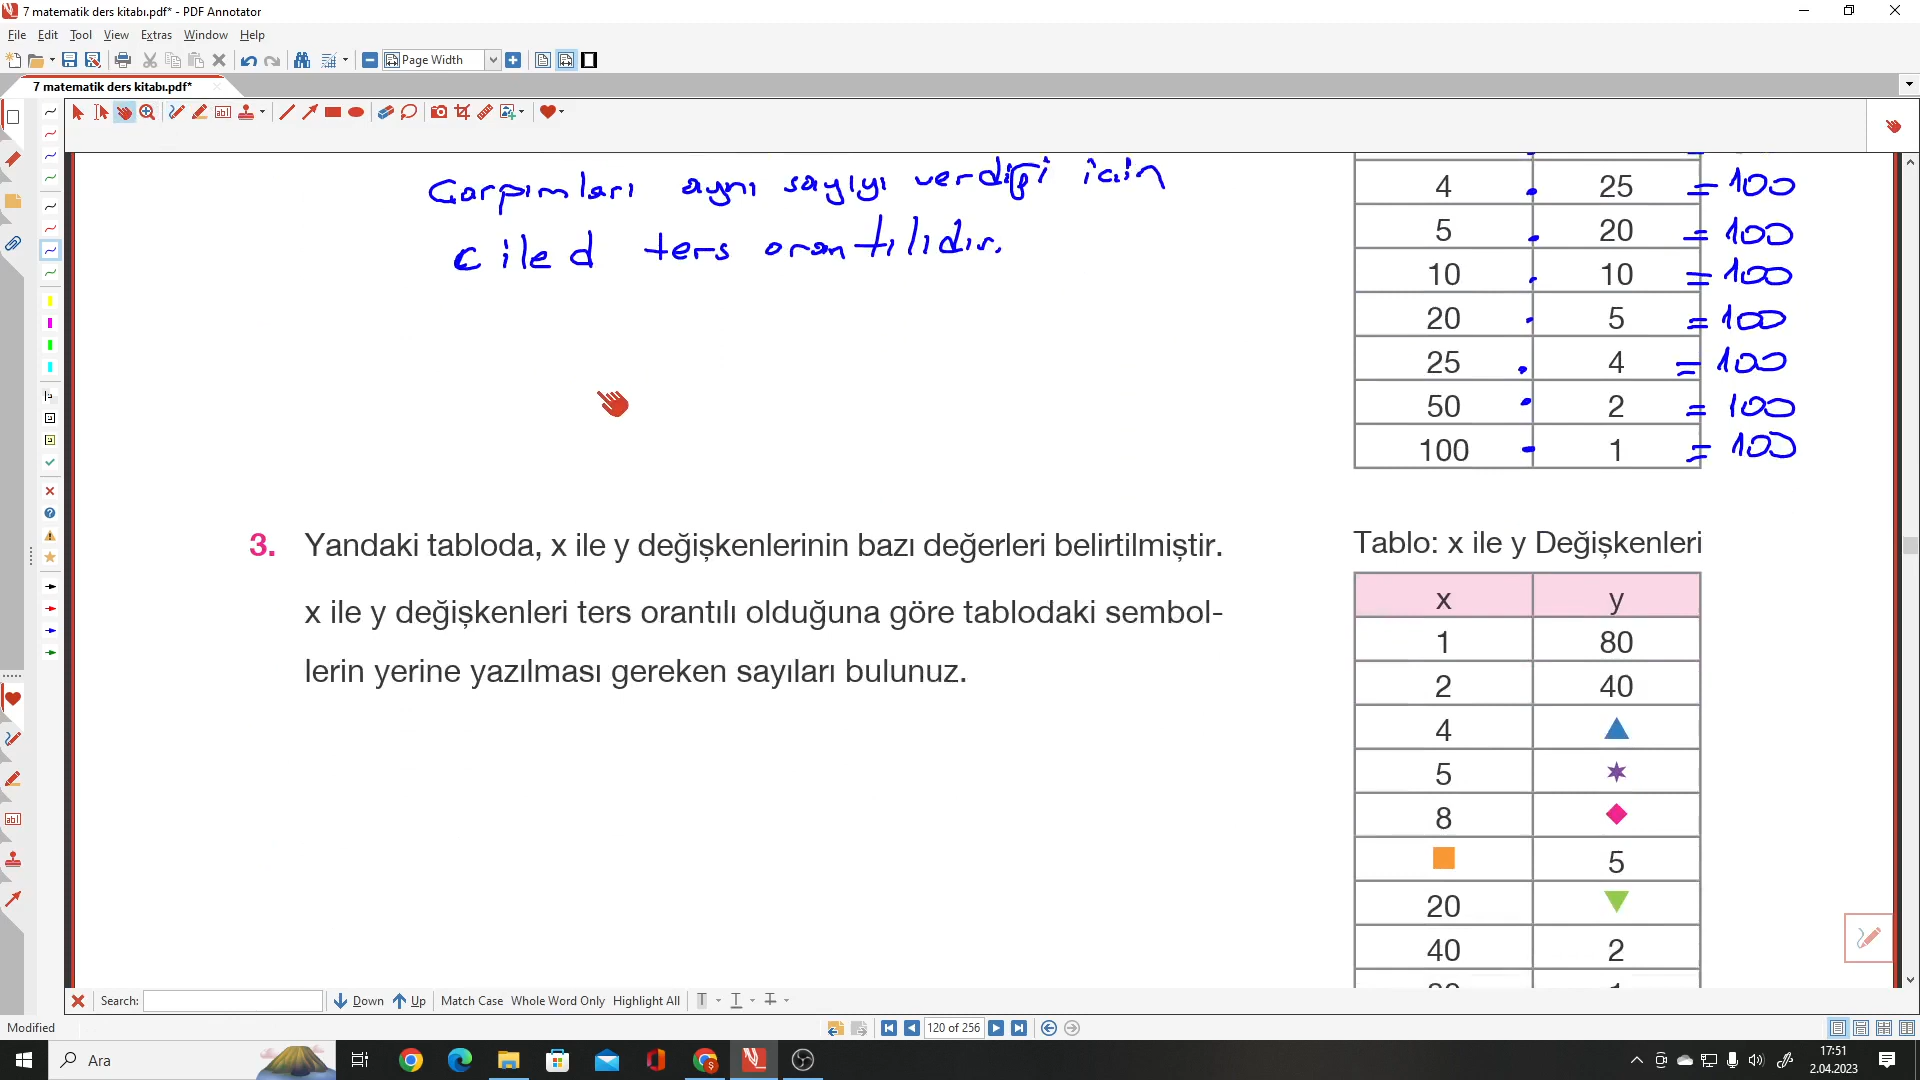 7 matematik ders kitabı.pdf* - PDF Annotator
File Edit Tool View Extras Window Help
Page Width
7 matematik ders kitabı.pdf*
Çarpımları aynı sayıyı verdiği için
c ile d ters orantılıdır.
4 . 25 = 100
5 . 20 = 100
10 . 10 = 100
20 . 5 = 100
25 . 4 = 100
50 . 2 = 100
100 . 1 = 100
3. Yandaki tabloda, x ile y değişkenlerinin bazı değerleri belirtilmiştir.
x ile y değişkenleri ters orantılı olduğuna göre tablodaki sembol-
lerin yerine yazılması gereken sayıları bulunuz.
Tablo: x ile y Değişkenleri
x y
1 80
2 40
4
5
8
5
20
40 2
Search: Down Up Match Case Whole Word Only Highlight All
Modified
120 of 256
Ara
17:51
2.04.2023